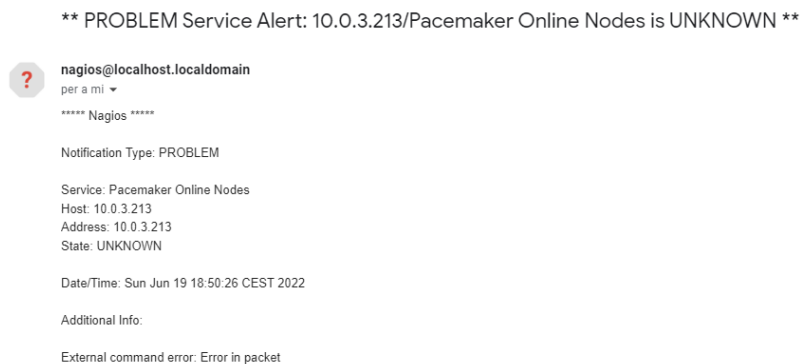 ** PROBLEM Service Alert: 10.0.3.213/Pacemaker Online Nodes is UNKNOWN **
?
nagios@localhost.localdomain
per a mi
***** Nagios *****
Notification Type: PROBLEM
Service: Pacemaker Online Nodes
Host: 10.0.3.213
Address: 10.0.3.213
State: UNKNOWN
Date/Time: Sun Jun 19 18:50:26 CEST 2022
Additional Info:
External command error: Error in packet